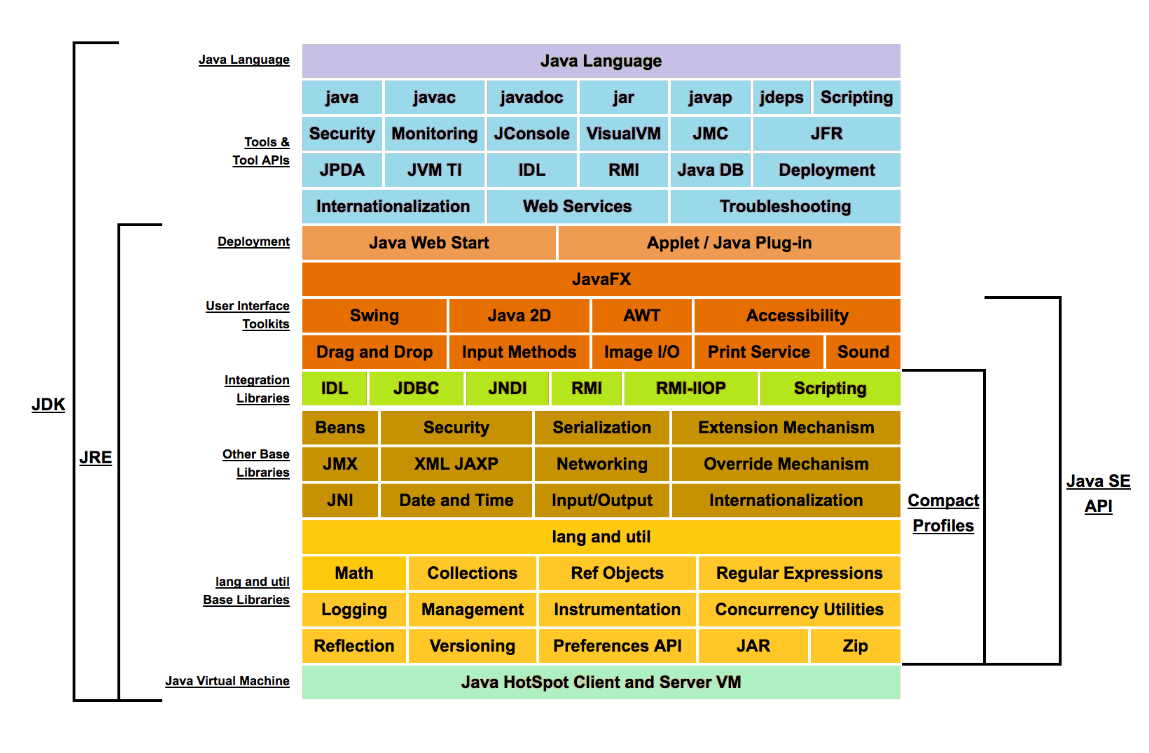 Java Language
Java Language
java javac javadoc jar javap jdeps Scripting
Tools &
Tool APIs
Security Monitoring JConsole VisualVM JMC JFR
JPDA JVM TI IDL RMI Java DB Deployment
Internationalization Web Services Troubleshooting
Deployment
Java Web Start Applet / Java Plug-in
JavaFX
User Interface
Toolkits
Swing Java 2D AWT Accessibility
Drag and Drop Input Methods Image I/O Print Service Sound
Integration
Libraries
IDL JDBC JNDI RMI RMI-IIOP Scripting
JDK
JRE
Other Base
Libraries
Beans Security Serialization Extension Mechanism
JMX XML JAXP Networking Override Mechanism
JNI Date and Time Input/Output Internationalization
Compact
Profiles
Java SE
API
lang and util
lang and util
Base Libraries
Math Collections Ref Objects Regular Expressions
Logging Management Instrumentation Concurrency Utilities
Reflection Versioning Preferences API JAR Zip
Java Virtual Machine
Java HotSpot Client and Server VM